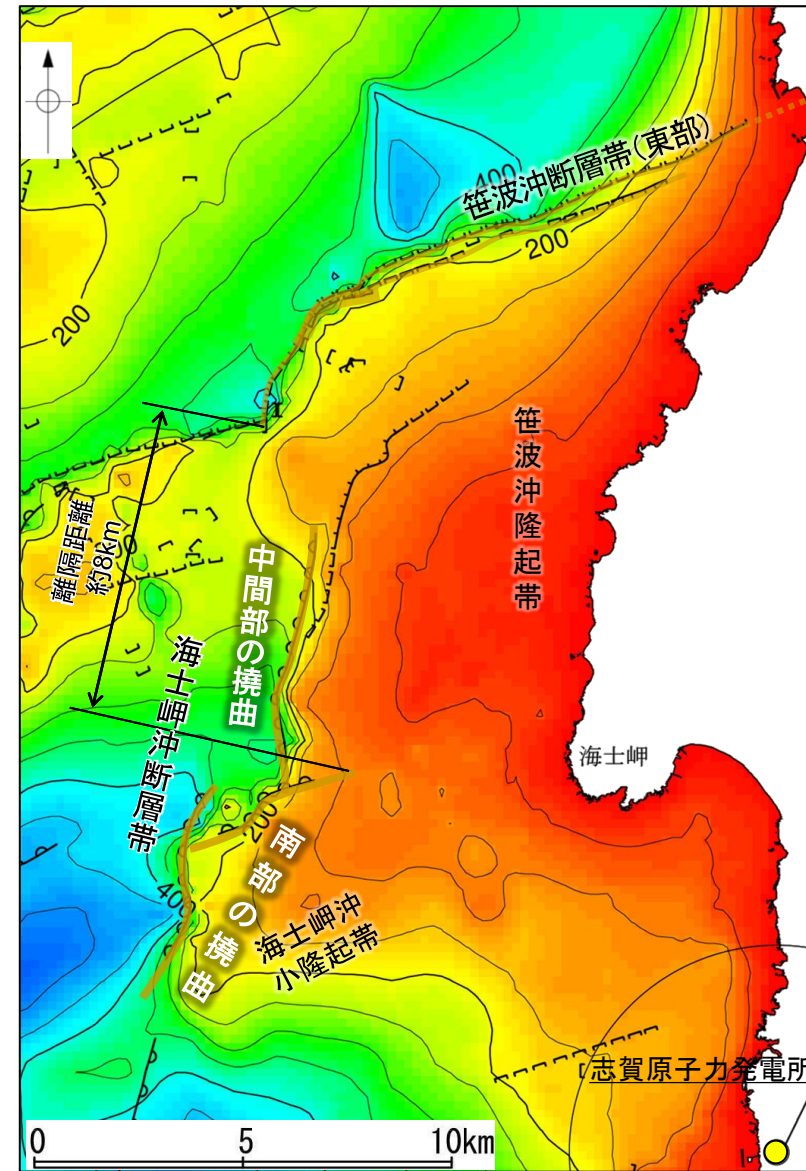 400
笹波沖断層帯(東部)
200
200
離隔距離
約8km
笹波沖隆起帯
中間部の撓曲
海士岬沖断層帯
海士岬
200
南部の撓曲
400
海士岬沖
小隆起帯
志賀原子力発電所
0 5 10km